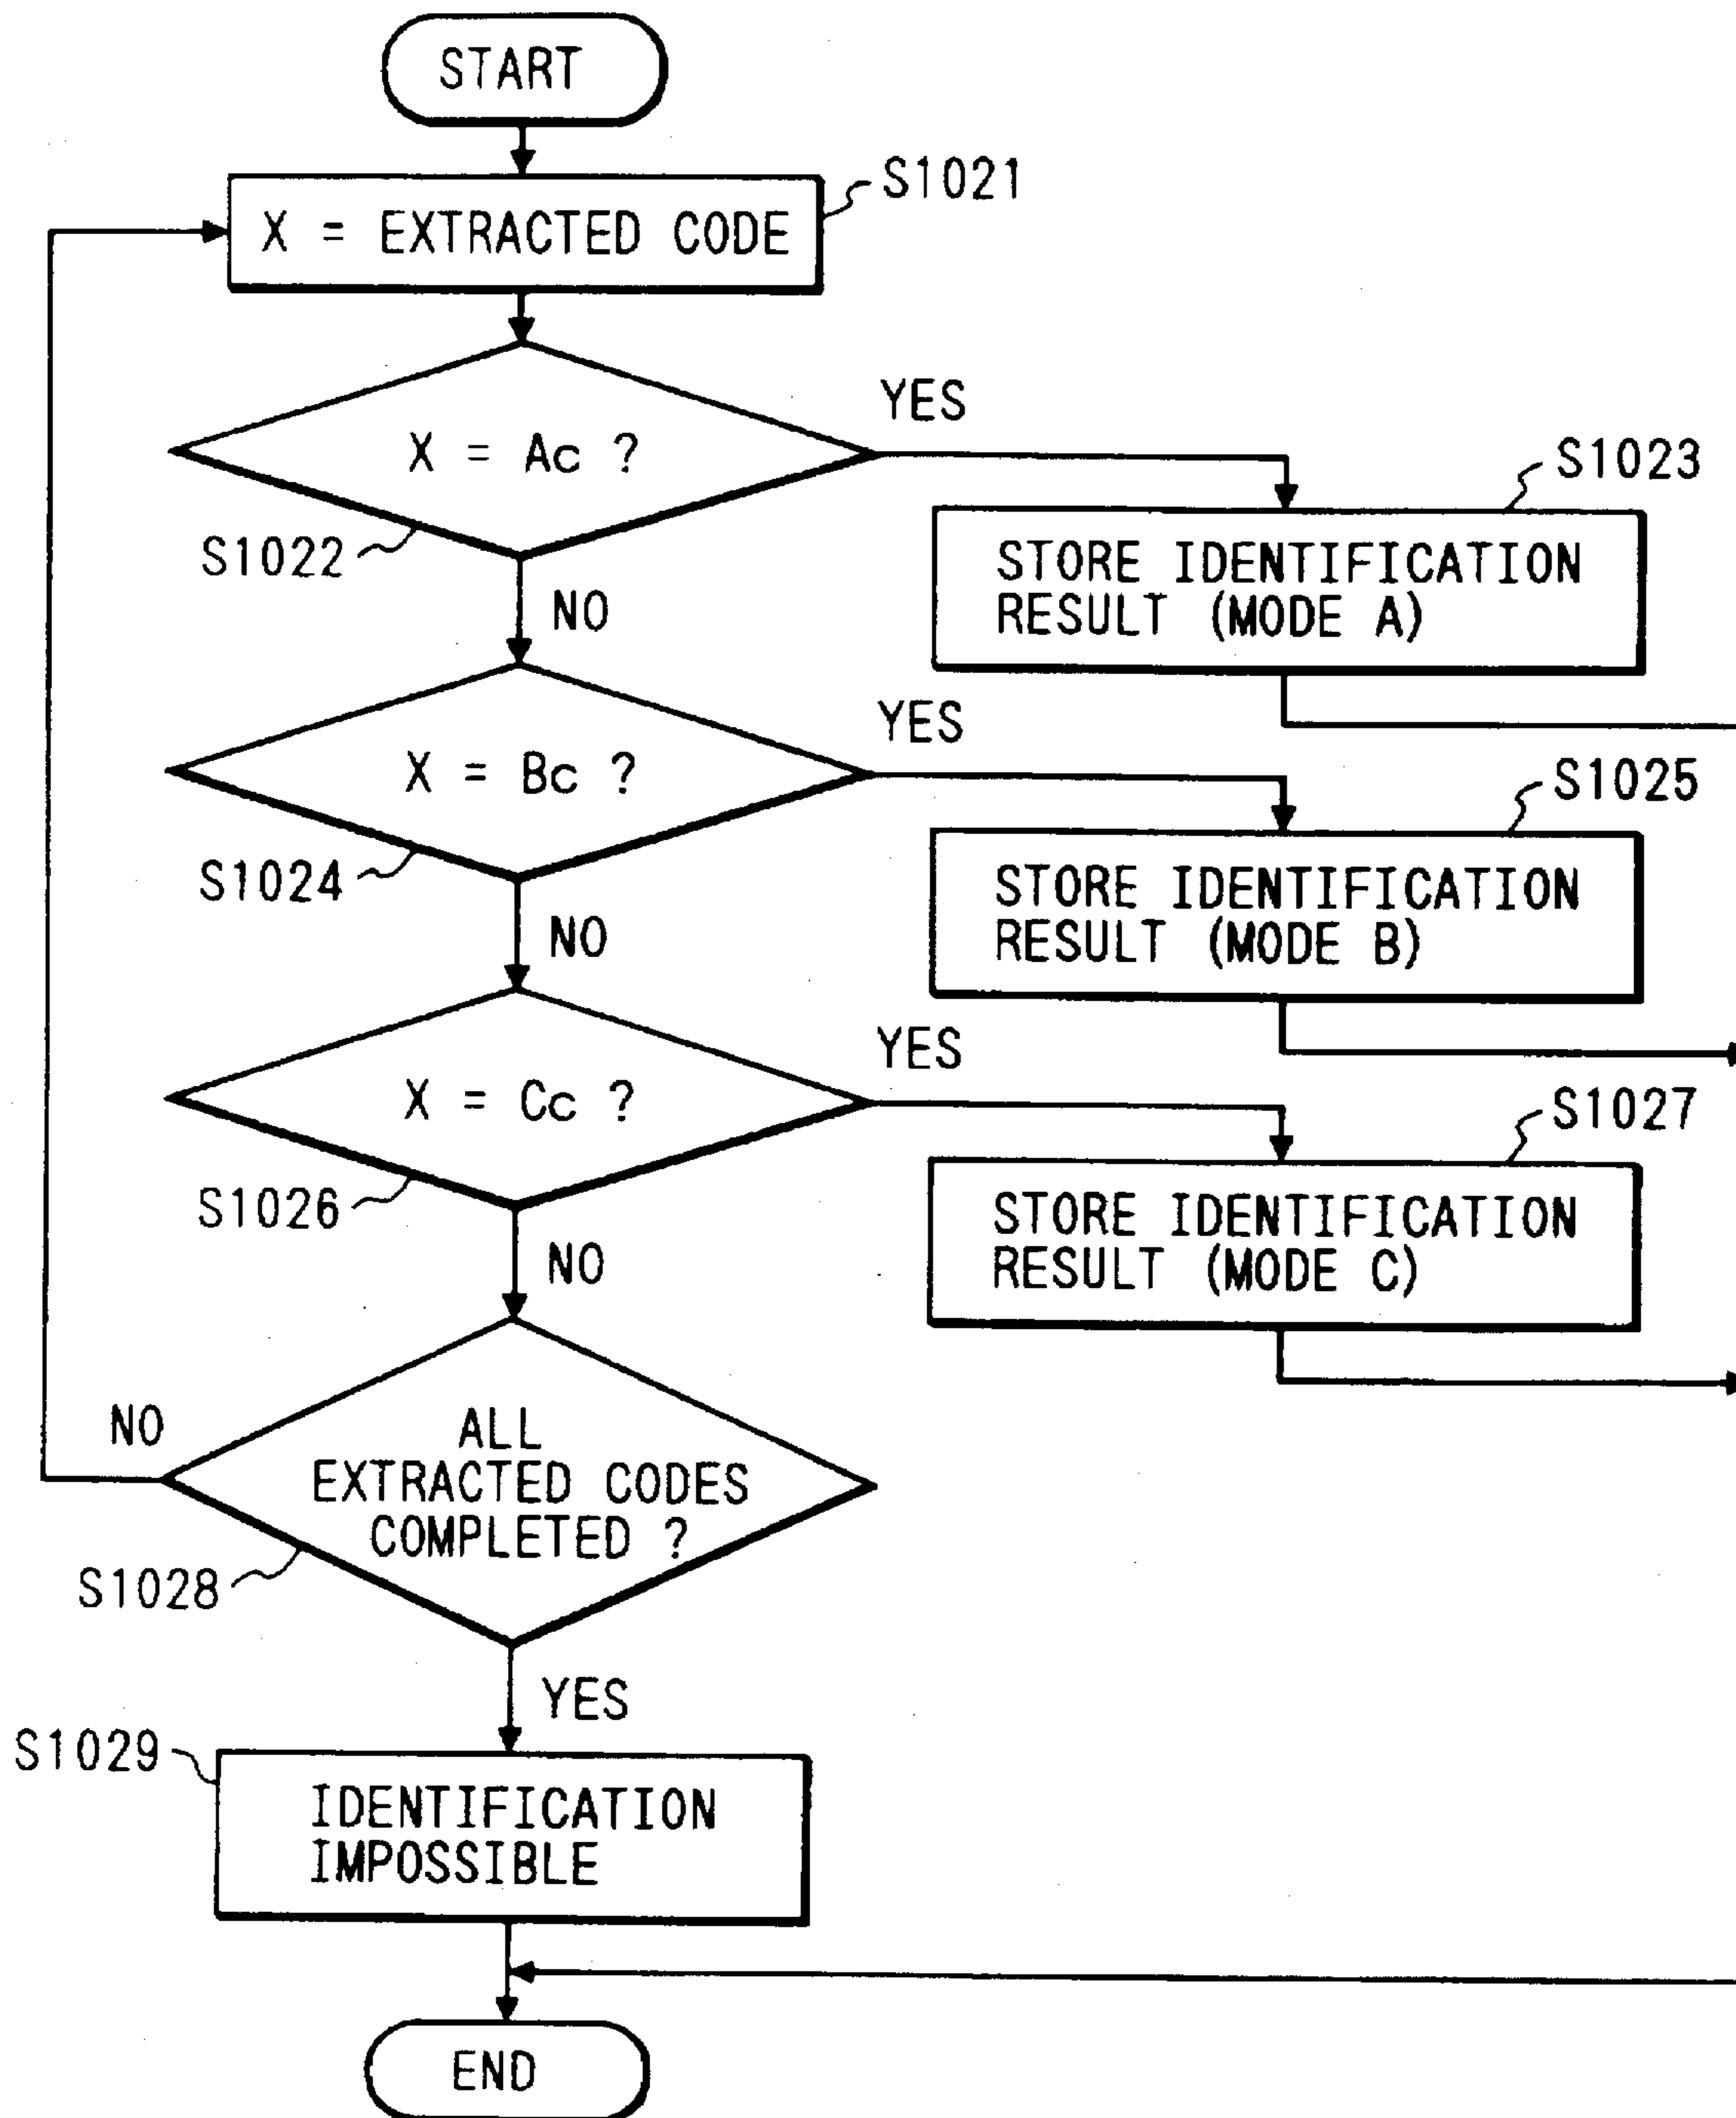 START
S1021
X = EXTRACTED CODE
YES
X = Ac ?
S1022
NO
S1023
STORE IDENTIFICATION
RESULT (MODE A)
YES
X = Bc ?
S1024
NO
S1025
STORE IDENTIFICATION
RESULT (MODE B)
YES
X = Cc ?
S1026
NO
S1027
STORE IDENTIFICATION
RESULT (MODE C)
NO
ALL
EXTRACTED CODES
COMPLETED ?
S1028
YES
S1029
IDENTIFICATION
IMPOSSIBLE
END